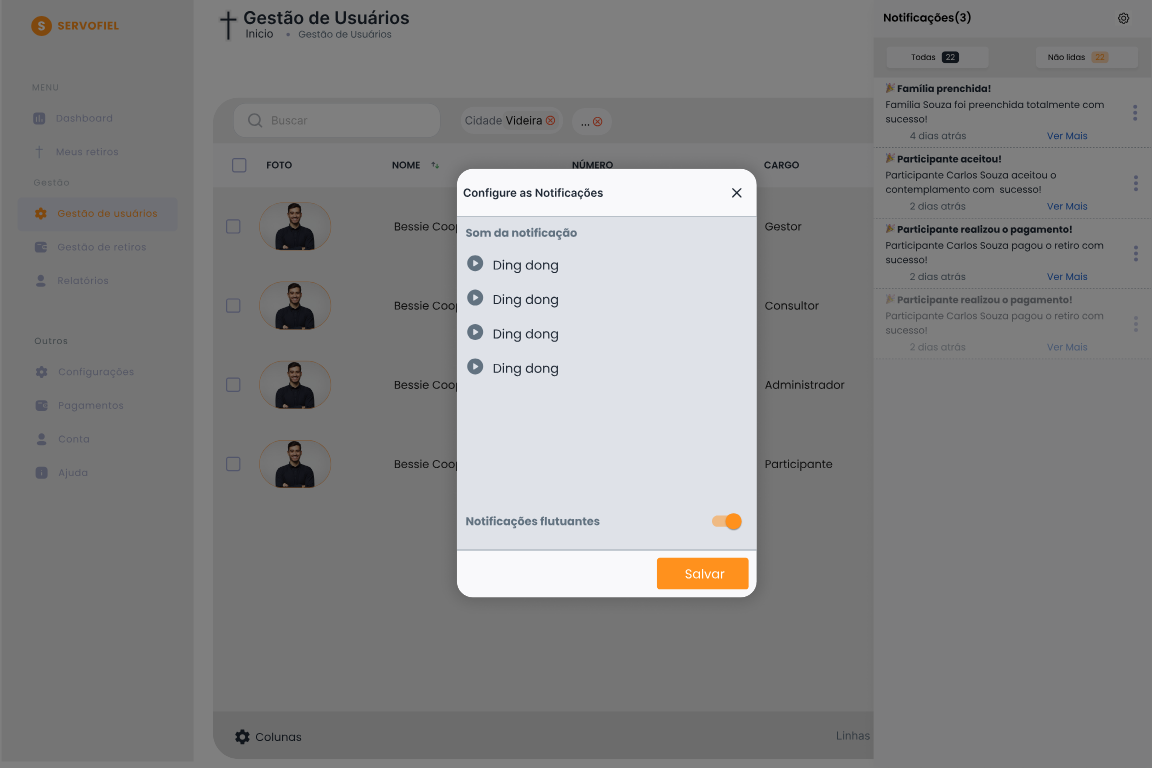 S SERVOFIEL
MENU
Dashboard
Meus retiros
Gestão
Gestão de usuários
Gestão de retiros
Relatórios
Outros
Configurações
Pagamentos
Conta
Ajuda
Gestão de Usuários
Inicio • Gestão de Usuários
Buscar
Cidade Videira
...
FOTO NOME NÚMERO CARGO
Bessie Coo Gestor
Bessie Coo Consultor
Bessie Coo Administrador
Bessie Coo Participante
Colunas
Linhas
Configure as Notificações
Som da notificação
Ding dong
Ding dong
Ding dong
Ding dong
Notificações flutuantes
Salvar
Notificações(3)
Todas 22 Não lidas 22
Família prenchida!
Família Souza foi preenchida totalmente com
sucesso!
4 dias atrás Ver Mais
Participante aceitou!
Participante Carlos Souza aceitou o
contemplamento com sucesso!
2 dias atrás Ver Mais
Participante realizou o pagamento!
Participante Carlos Souza pagou o retiro com
sucesso!
2 dias atrás Ver Mais
Participante realizou o pagamento!
Participante Carlos Souza pagou o retiro com
sucesso!
2 dias atrás Ver Mais